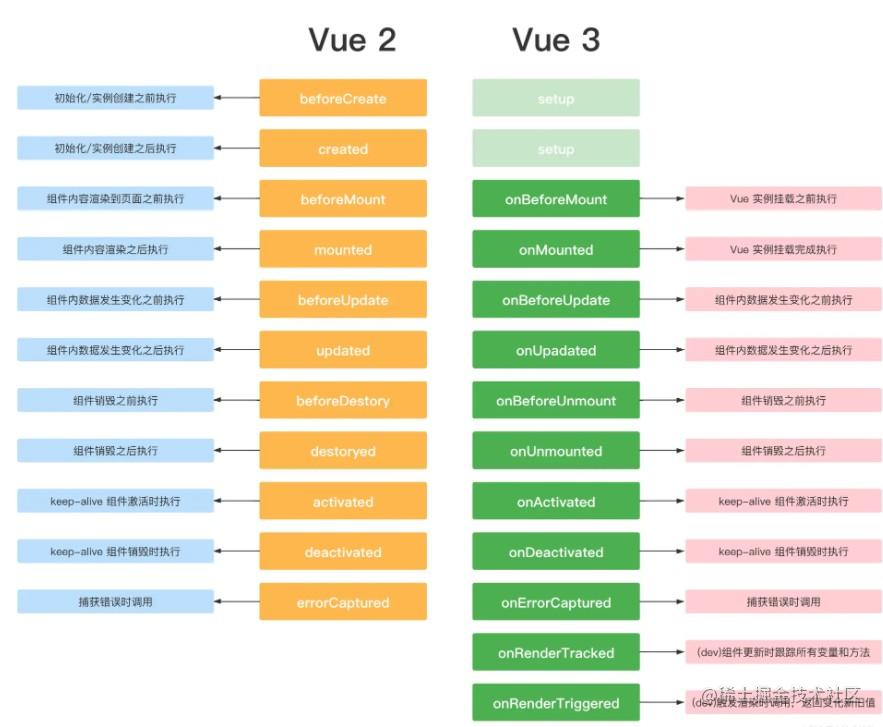 Vue 2 Vue 3
初始化/实例创建之前执行 beforeCreate setup
初始化/实例创建之后执行 created setup
组件内容渲染到页面之前执行 beforeMount onBeforeMount Vue 实例挂载之前执行
组件内容渲染之后执行 mounted onMounted Vue 实例挂载完成执行
组件内数据发生变化之前执行 beforeUpdate onBeforeUpdate 组件内数据发生变化之前执行
组件内数据发生变化之后执行 updated onUpadated 组件内数据发生变化之后执行
组件销毁之前执行 beforeDestory onBeforeUnmount 组件销毁之前执行
组件销毁之后执行 destoryed onUnmounted 组件销毁之后执行
keep-alive 组件激活时执行 activated onActivated keep-alive 组件激活时执行
keep-alive 组件销毁时执行 deactivated onDeactivated keep-alive 组件销毁时执行
捕获错误时调用 errorCaptured onErrorCaptured 捕获错误时调用
onRenderTracked (dev)组件更新时跟踪所有变量和方法
onRenderTriggered (dev)触发渲染时调用，返回变化新旧值
@稀土掘金技术社区